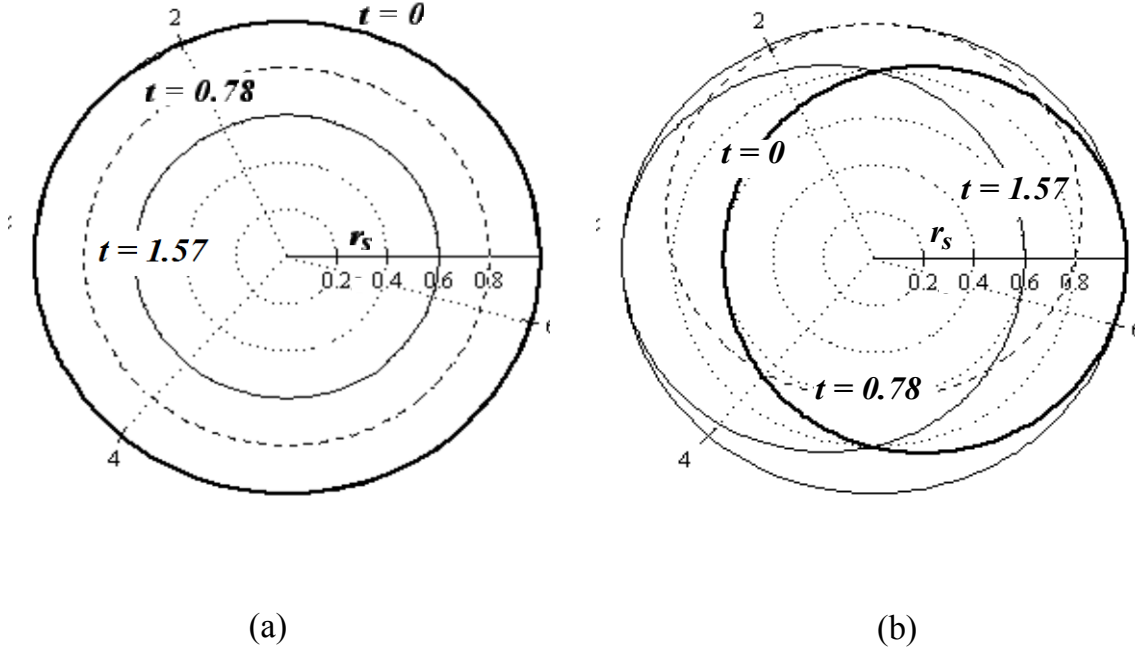 t = 0
2
t = 0.78
t = 1.57
r_s
0.2 0.4 0.6 0.8
4
2
t = 0
t = 1.57
r_s
0.2 0.4 0.6 0.8
6
t = 0.78
4
(a)
(b)